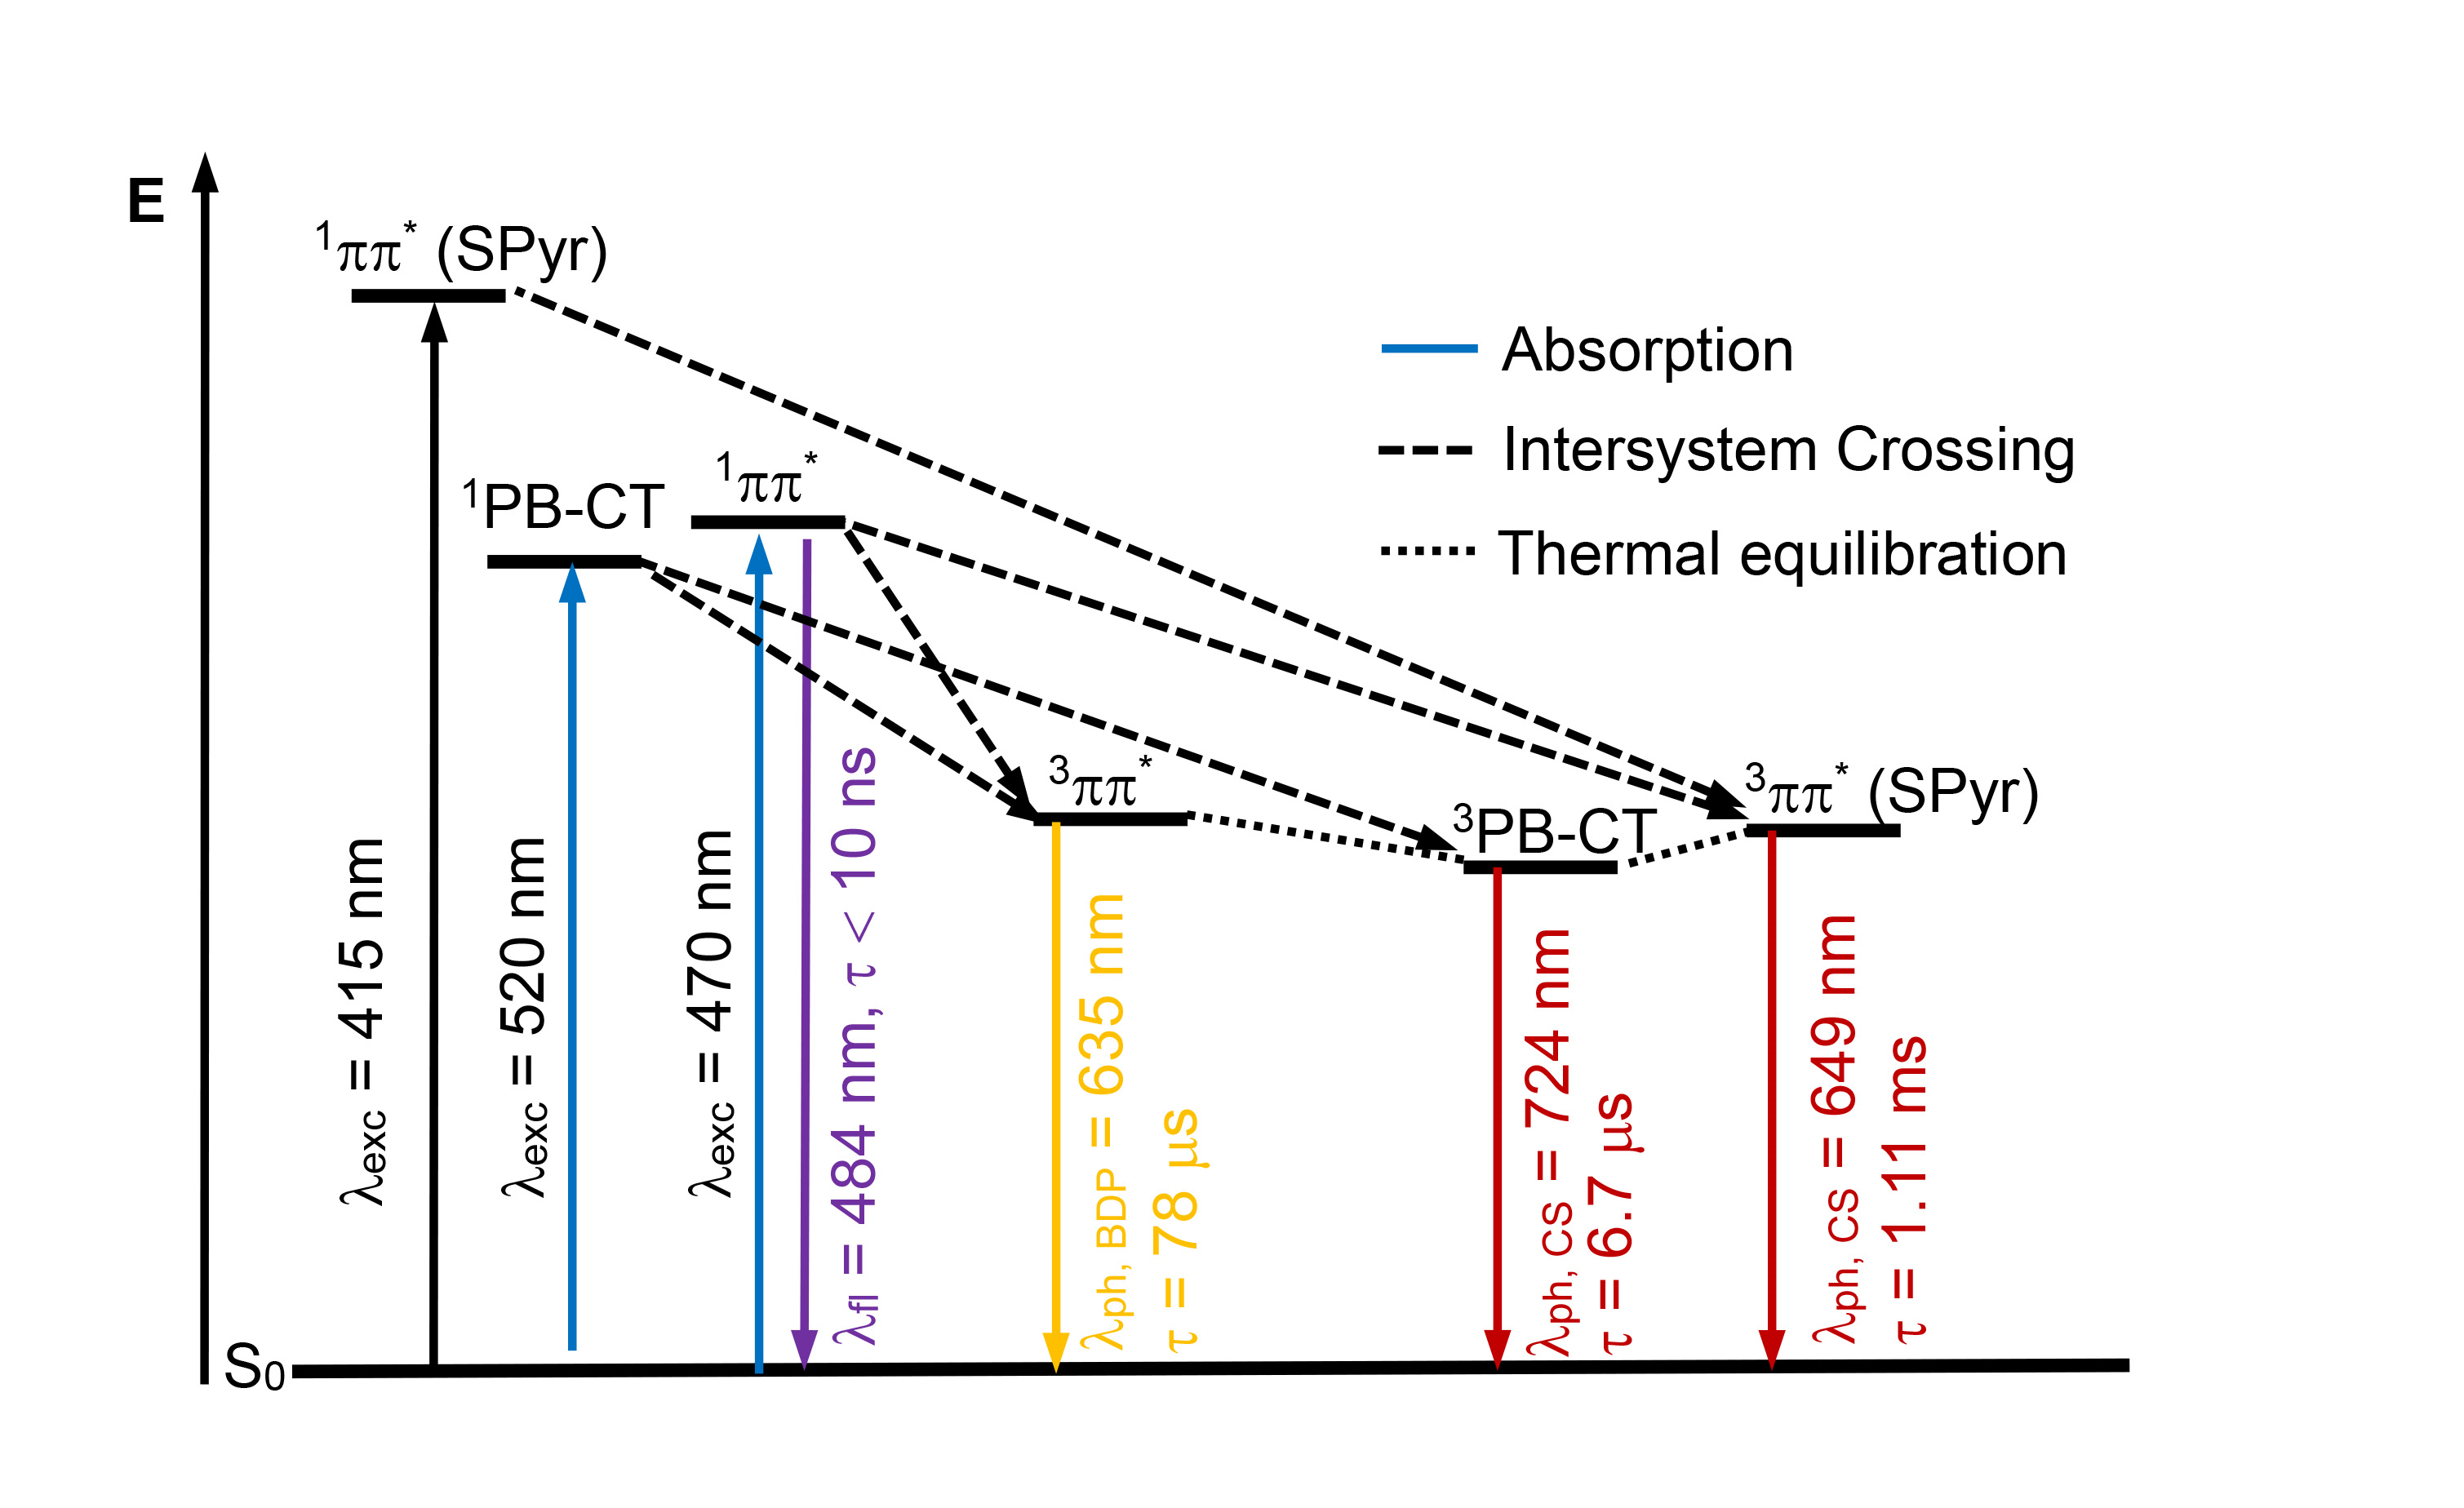 E
¹ππ* (SPyr)
¹PB-CT
¹ππ*
Absorption
Intersystem Crossing
Thermal equilibration
³ππ*
³PB-CT
³ππ* (SPyr)
λexc = 415 nm
λexc = 520 nm
λexc = 470 nm
λfl = 484 nm, τ < 10 ns
λph, BDP = 635 nm
τ = 78 μs
λph, CS = 724 nm
τ = 6.7 μs
λph, CS = 649 nm
τ = 1.11 ms
S₀